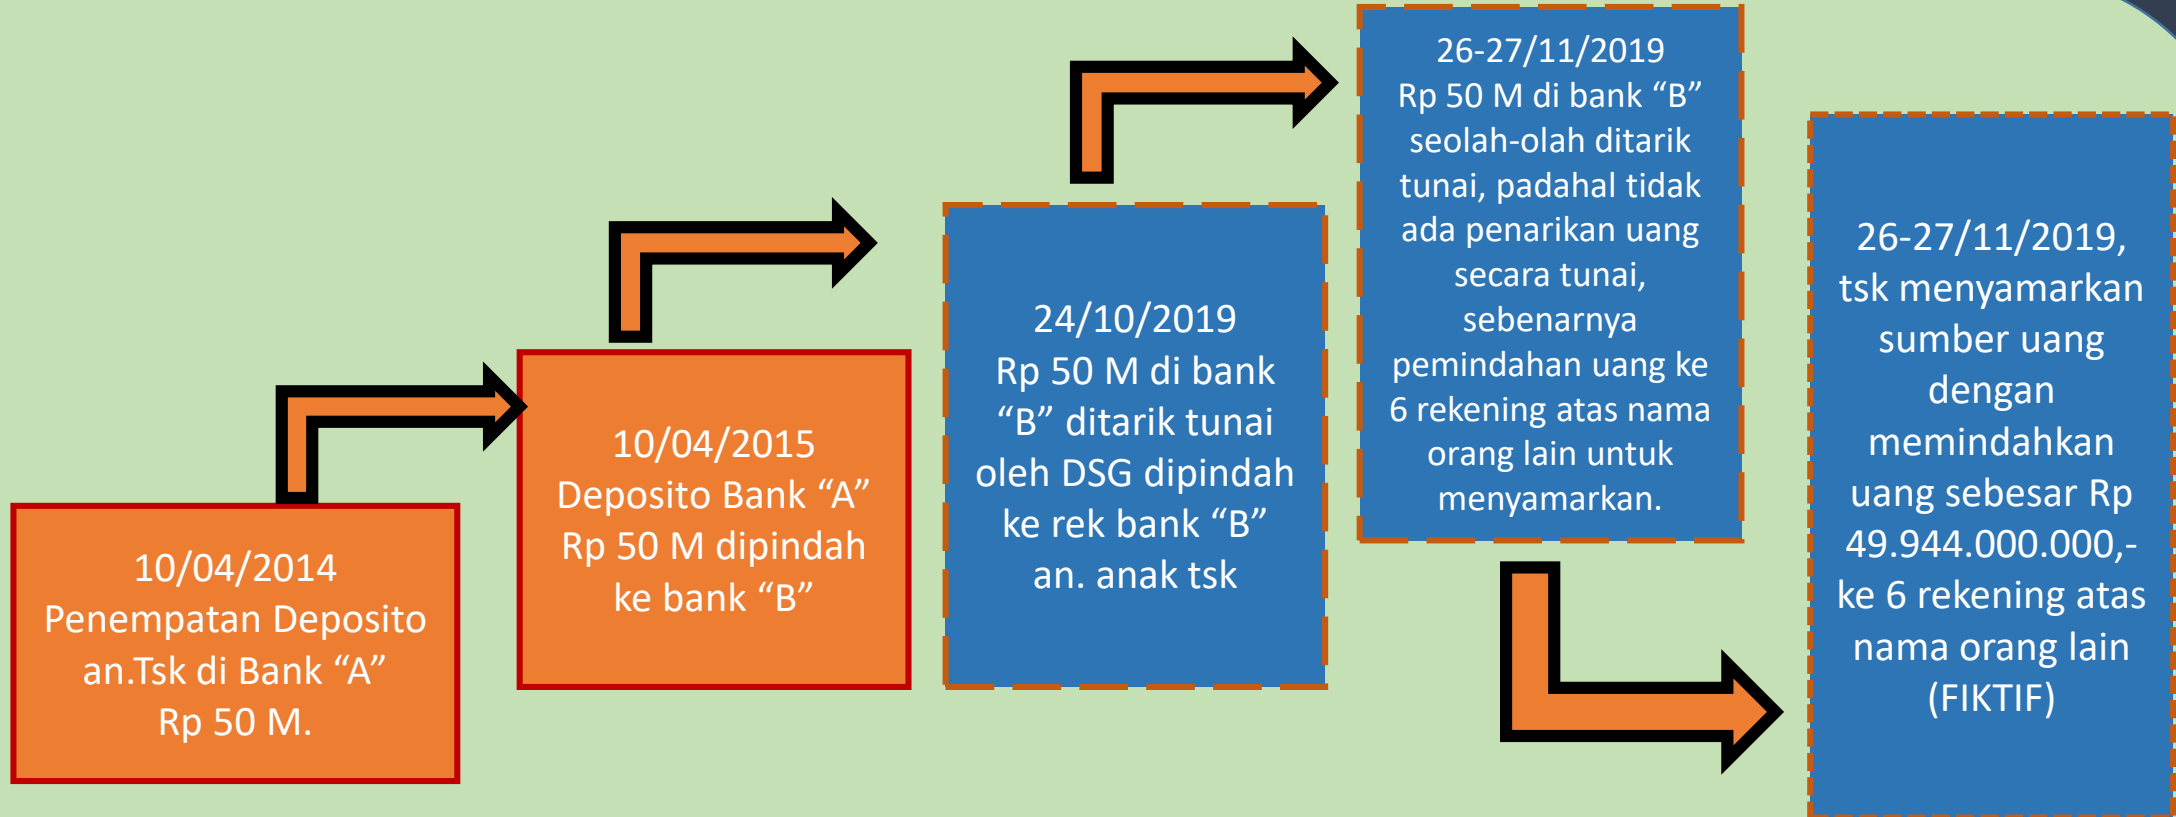 10/04/2014
Penempatan Deposito
an.Tsk di Bank “A”
Rp 50 M.
10/04/2015
Deposito Bank “A”
Rp 50 M dipindah
ke bank “B”
24/10/2019
Rp 50 M di bank
“B” ditarik tunai
oleh DSG dipindah
ke rek bank “B”
an. anak tsk
26-27/11/2019
Rp 50 M di bank “B”
seolah-olah ditarik
tunai, padahal tidak
ada penarikan uang
secara tunai,
sebenarnya
pemindahan uang ke
6 rekening atas nama
orang lain untuk
menyamarkan.
26-27/11/2019,
tsk menyamarkan
sumber uang
dengan
memindahkan
uang sebesar Rp
49.944.000.000,-
ke 6 rekening atas
nama orang lain
(FIKTIF)